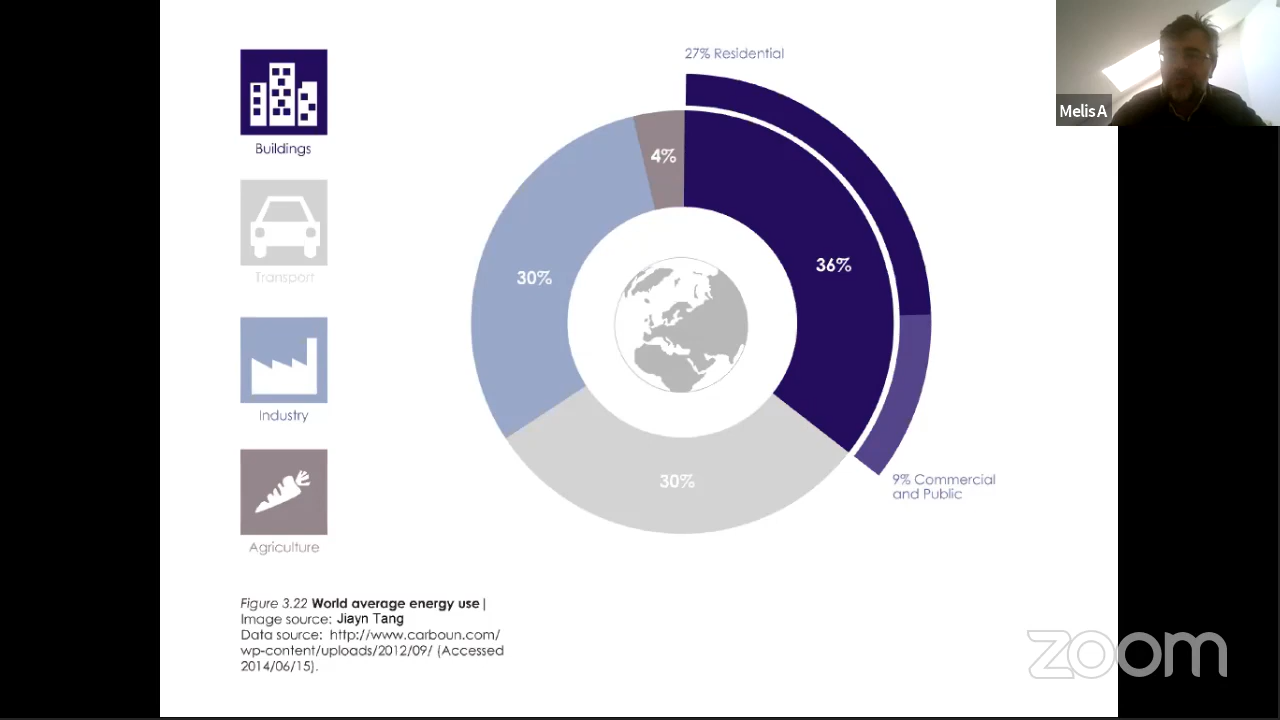 27% Residential
Melis A
Buildings
4%
36%
Transport
30%
Industry
30%
9% Commercial
and Public
Agriculture
Figure 3.22 World average energy use|
Image source: Jiayn Tang
Data source: http://www.carboun.com/
wp-content/uploads/2012/09/ (Accessed
2014/06/15).
zoom